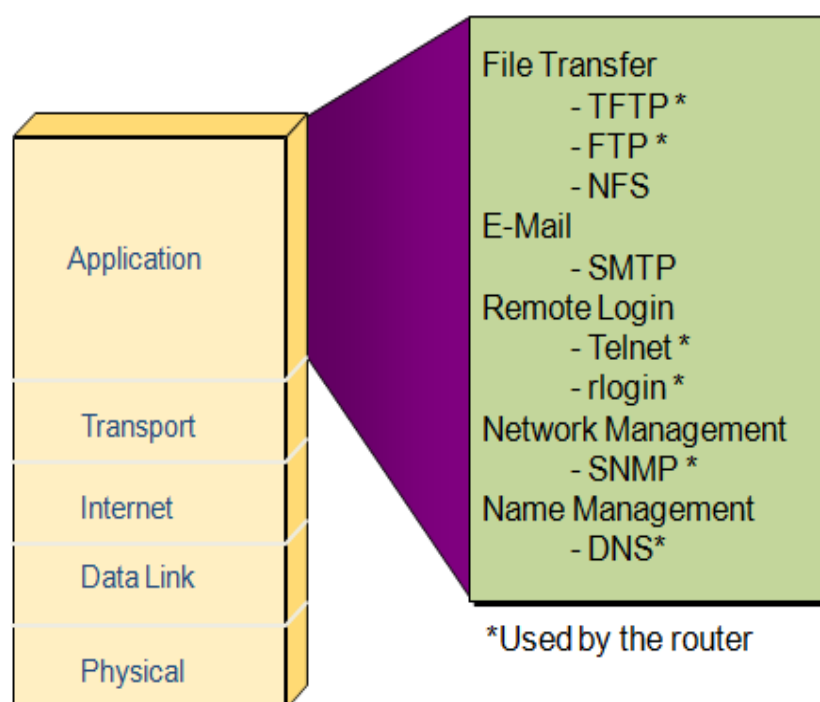 Application
Transport
Internet
Data Link
Physical
File Transfer
- TFTP *
- FTP *
- NFS
E-Mail
- SMTP
Remote Login
- Telnet *
- rlogin *
Network Management
- SNMP *
Name Management
- DNS*
*Used by the router